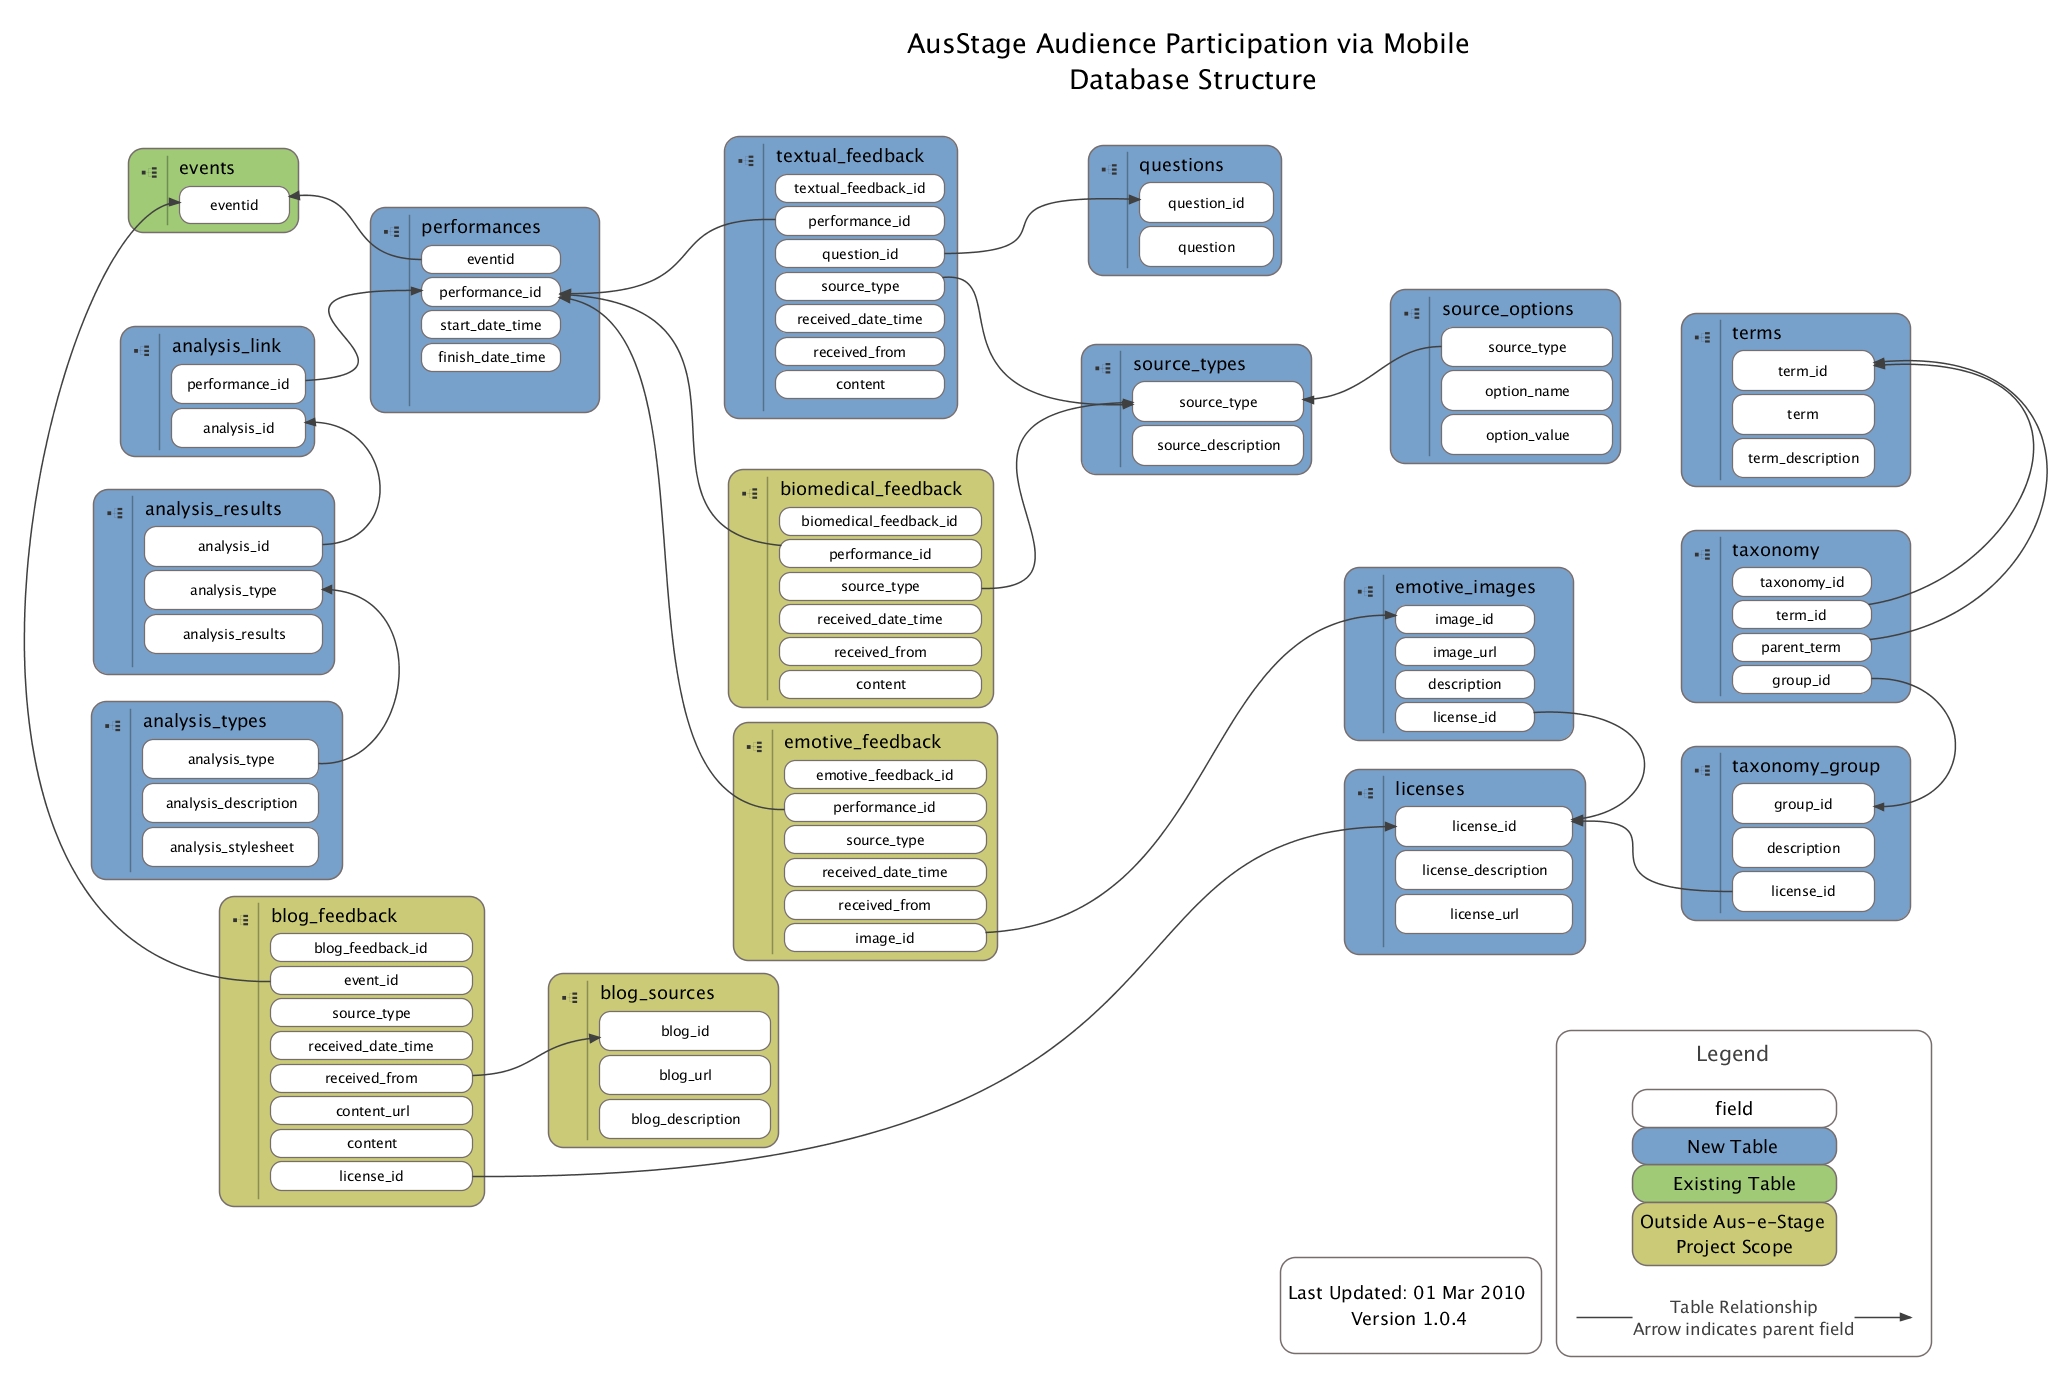 AusStage Audience Participation via Mobile
Database Structure
events
eventid
performances
eventid
performance_id
start_date_time
finish_date_time
analysis_link
performance_id
analysis_id
analysis_results
analysis_id
analysis_type
analysis_results
analysis_types
analysis_type
analysis_description
analysis_stylesheet
blog_feedback
blog_feedback_id
event_id
source_type
received_date_time
received_from
content_url
content
license_id
blog_sources
blog_id
blog_url
blog_description
textual_feedback
textual_feedback_id
performance_id
question_id
source_type
received_date_time
received_from
content
biomedical_feedback
biomedical_feedback_id
performance_id
source_type
received_date_time
received_from
content
emotive_feedback
emotive_feedback_id
performance_id
source_type
received_date_time
received_from
image_id
questions
question_id
question
source_types
source_type
source_description
source_options
source_type
option_name
option_value
emotive_images
image_id
image_url
description
license_id
licenses
license_id
license_description
license_url
terms
term_id
term
term_description
taxonomy
taxonomy_id
term_id
parent_term
group_id
taxonomy_group
group_id
description
license_id
Last Updated: 01 Mar 2010
Version 1.0.4
Legend
field
New Table
Existing Table
Outside Aus-e-Stage
Project Scope
Table Relationship
Arrow indicates parent field